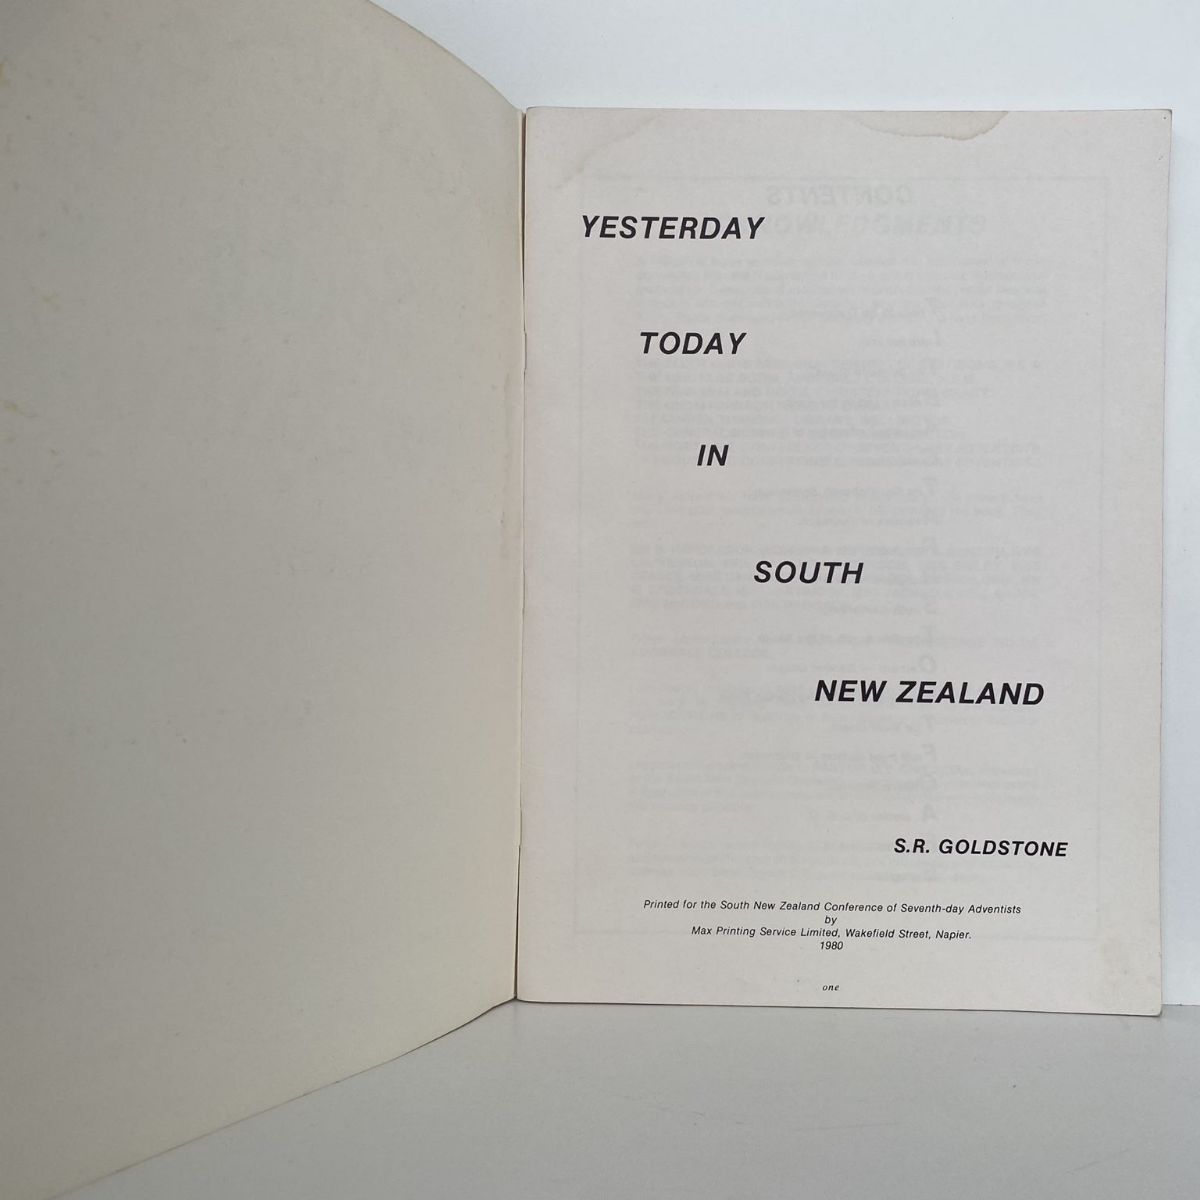 YESTERDAY
TODAY
IN
SOUTH
NEW ZEALAND
S.R. GOLDSTONE
Printed for the South New Zealand Conference of Seventh-day Adventists
by
Max Printing Service Limited, Wakefield Street, Napier.
1980
one